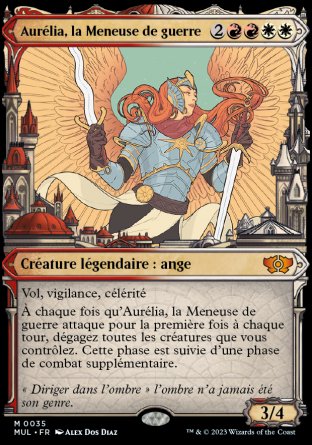 Aurélia, la Meneuse de guerre 2
Créature légendaire : ange
Vol, vigilance, célérité
À chaque fois qu'Aurélia, la Meneuse de
guerre attaque pour la première fois à chaque
tour, dégagez toutes les créatures que vous
contrôlez. Cette phase est suivie d'une phase
de combat supplémentaire.
« Diriger dans l'ombre » l'ombre n'a jamais été
son genre.
3/4
M 0035
MUL • FR Alex Dos Diaz
™ & © 2023 Wizards of the Coast